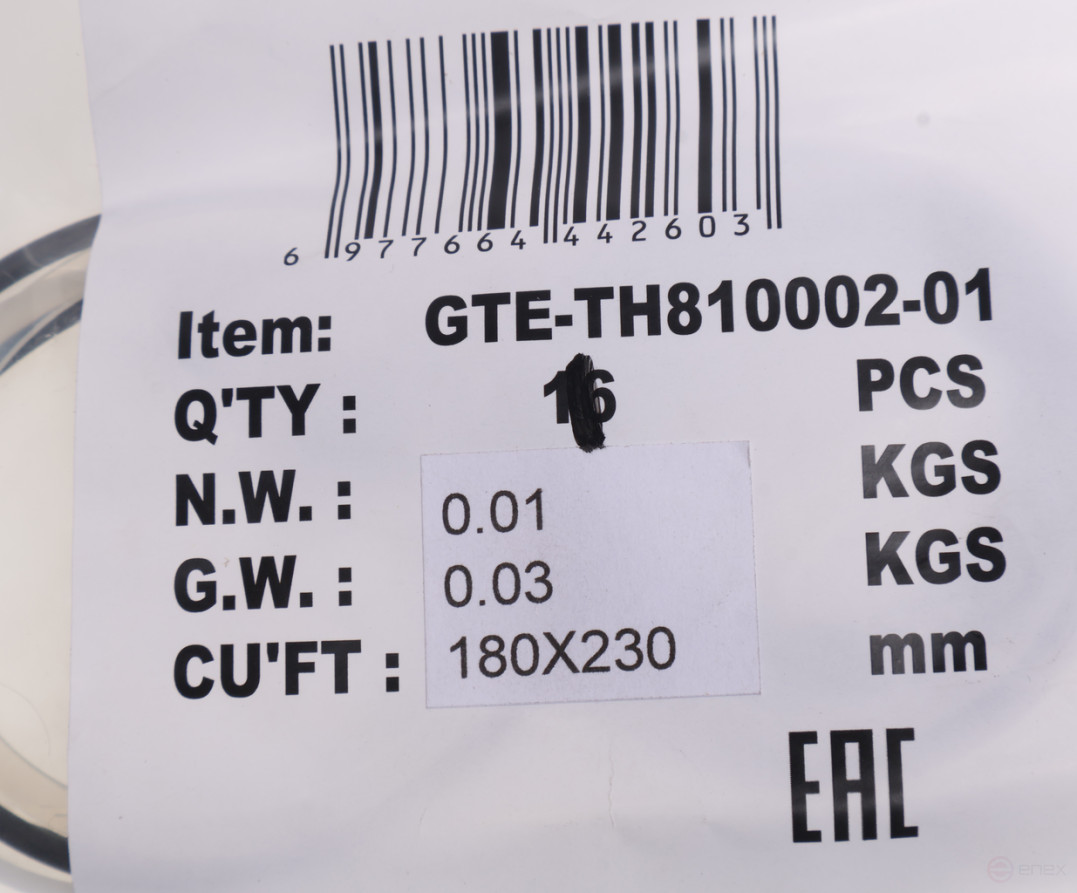 6 977664 442603
Item: GTE-TH810002-01
Q'TY : 16 PCS
N.W. : 0.01 KGS
G.W. : 0.03 KGS
CU'FT : 180X230 mm
EAC
enex